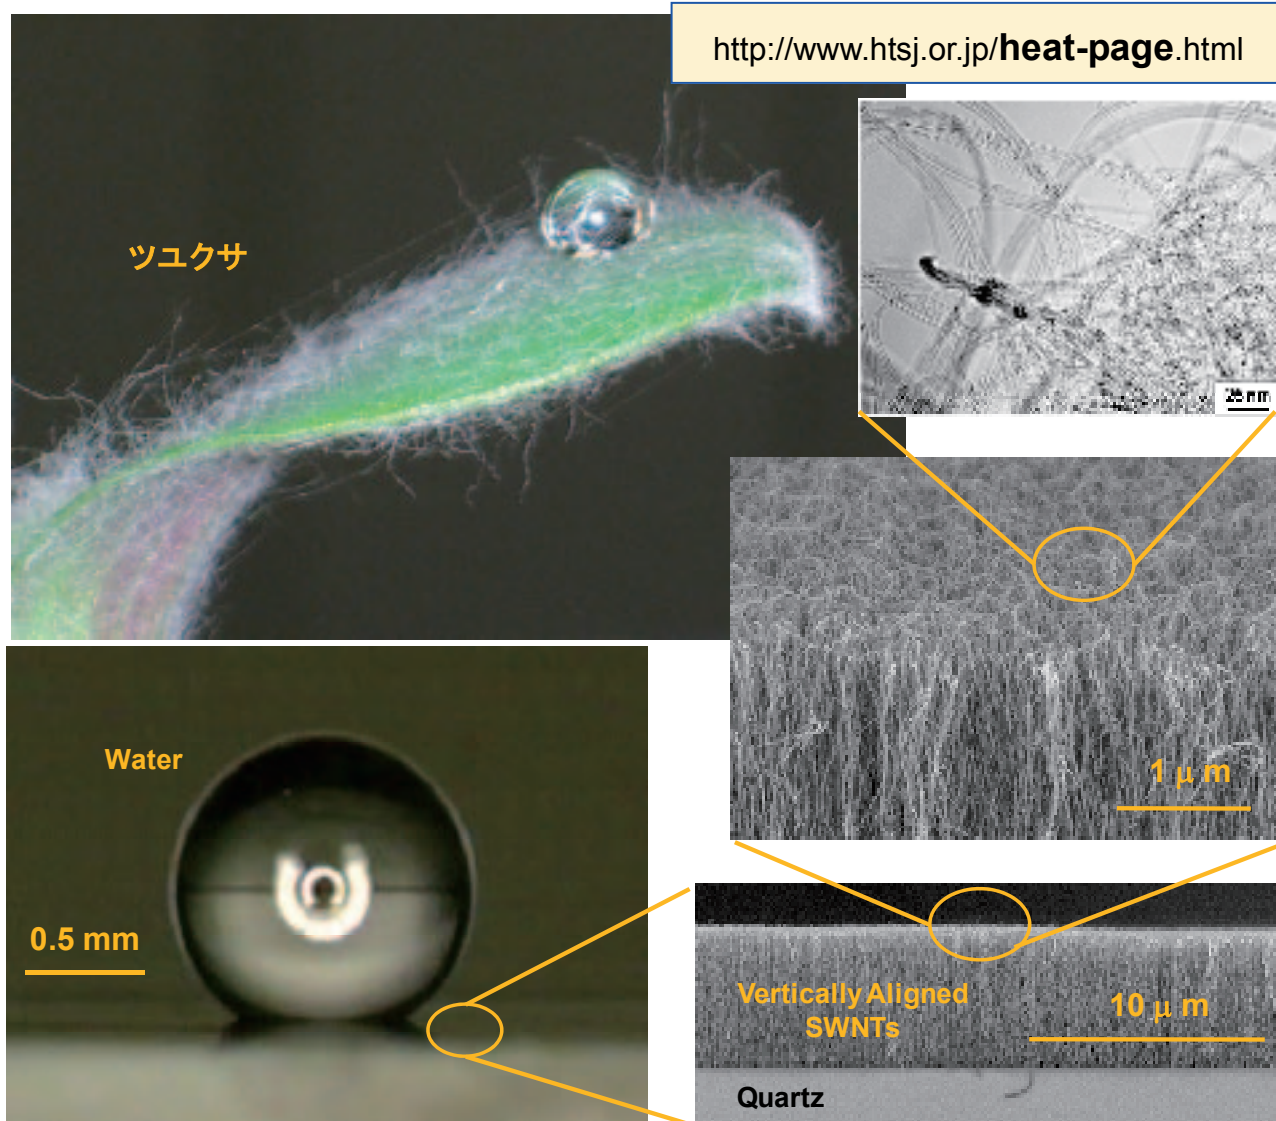 http://www.htsj.or.jp/heat-page.html
ツユクサ
1 μ m
Water
0.5 mm
Vertically Aligned
SWNTs
10 μ m
Quartz